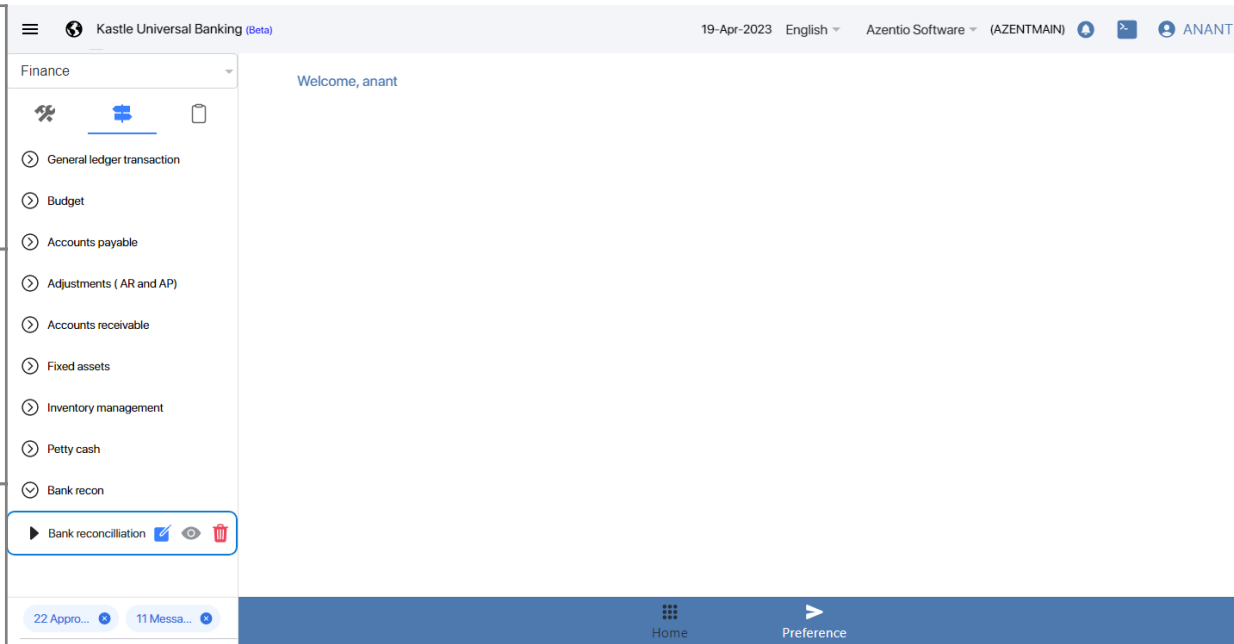 Kastle Universal Banking (Beta)
19-Apr-2023 English Azentio Software (AZENTMAIN) ANANT
Finance
Welcome, anant
General ledger transaction
Budget
Accounts payable
Adjustments ( AR and AP)
Accounts receivable
Fixed assets
Inventory management
Petty cash
Bank recon
Bank reconcilliation
22 Appro... 11 Messa...
Home Preference